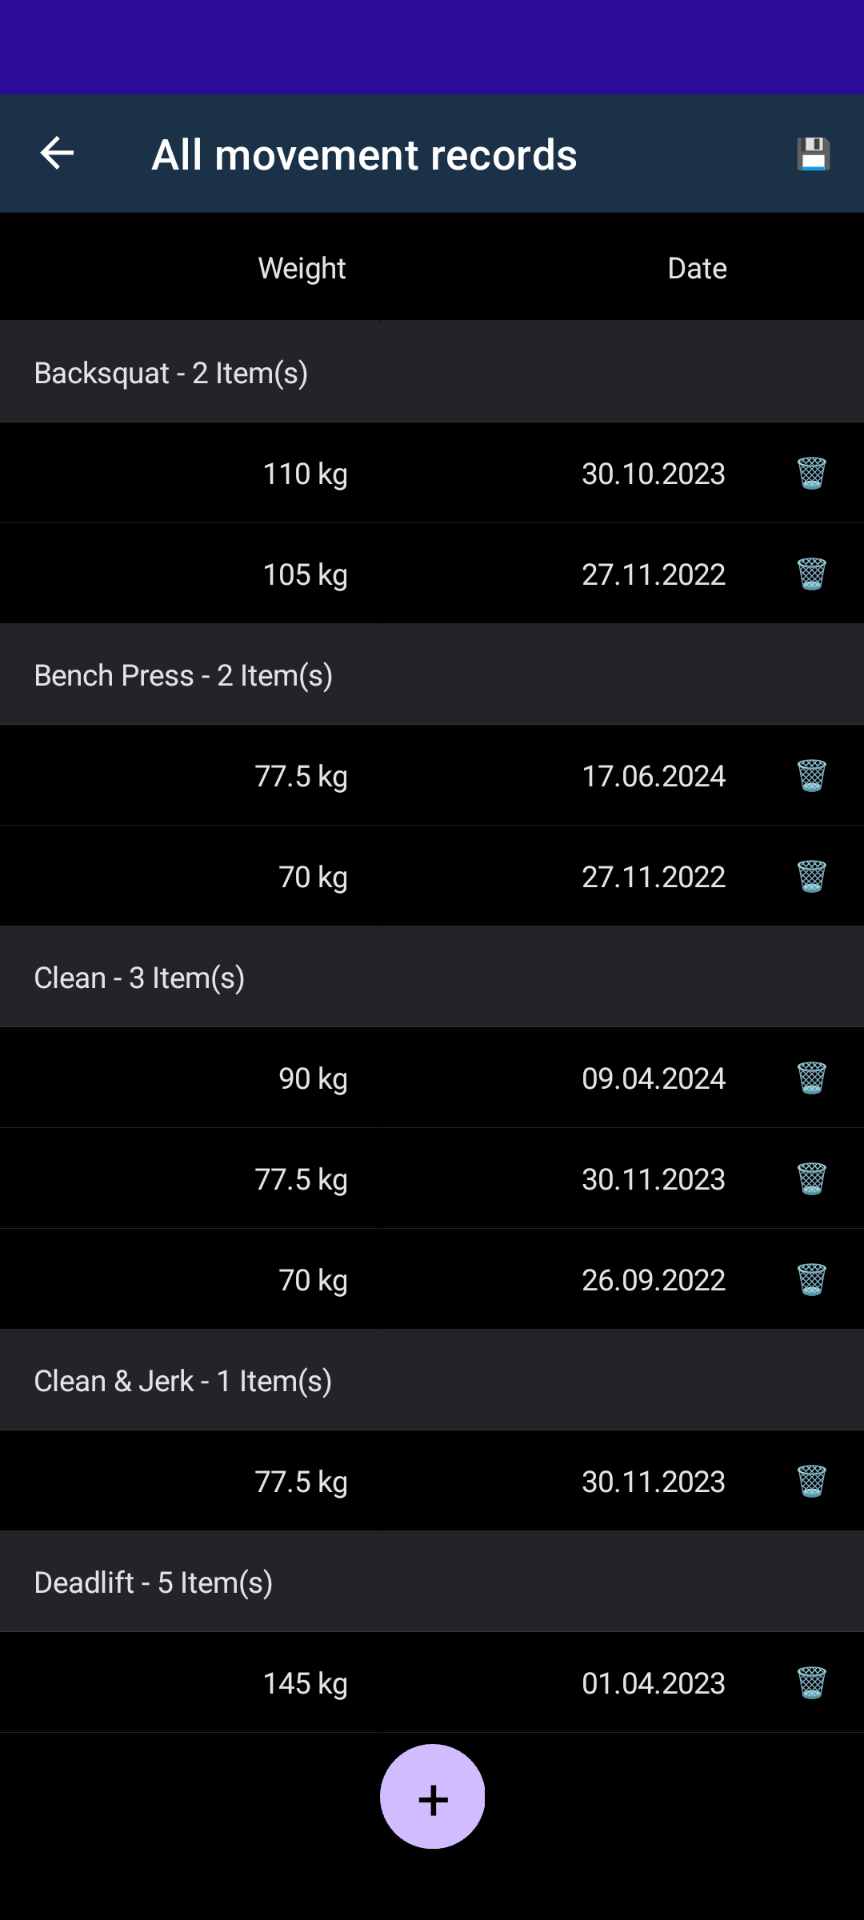 All movement records
Weight Date
Backsquat - 2 Item(s)
110 kg 30.10.2023
105 kg 27.11.2022
Bench Press - 2 Item(s)
77.5 kg 17.06.2024
70 kg 27.11.2022
Clean - 3 Item(s)
90 kg 09.04.2024
77.5 kg 30.11.2023
70 kg 26.09.2022
Clean & Jerk - 1 Item(s)
77.5 kg 30.11.2023
Deadlift - 5 Item(s)
145 kg 01.04.2023
+